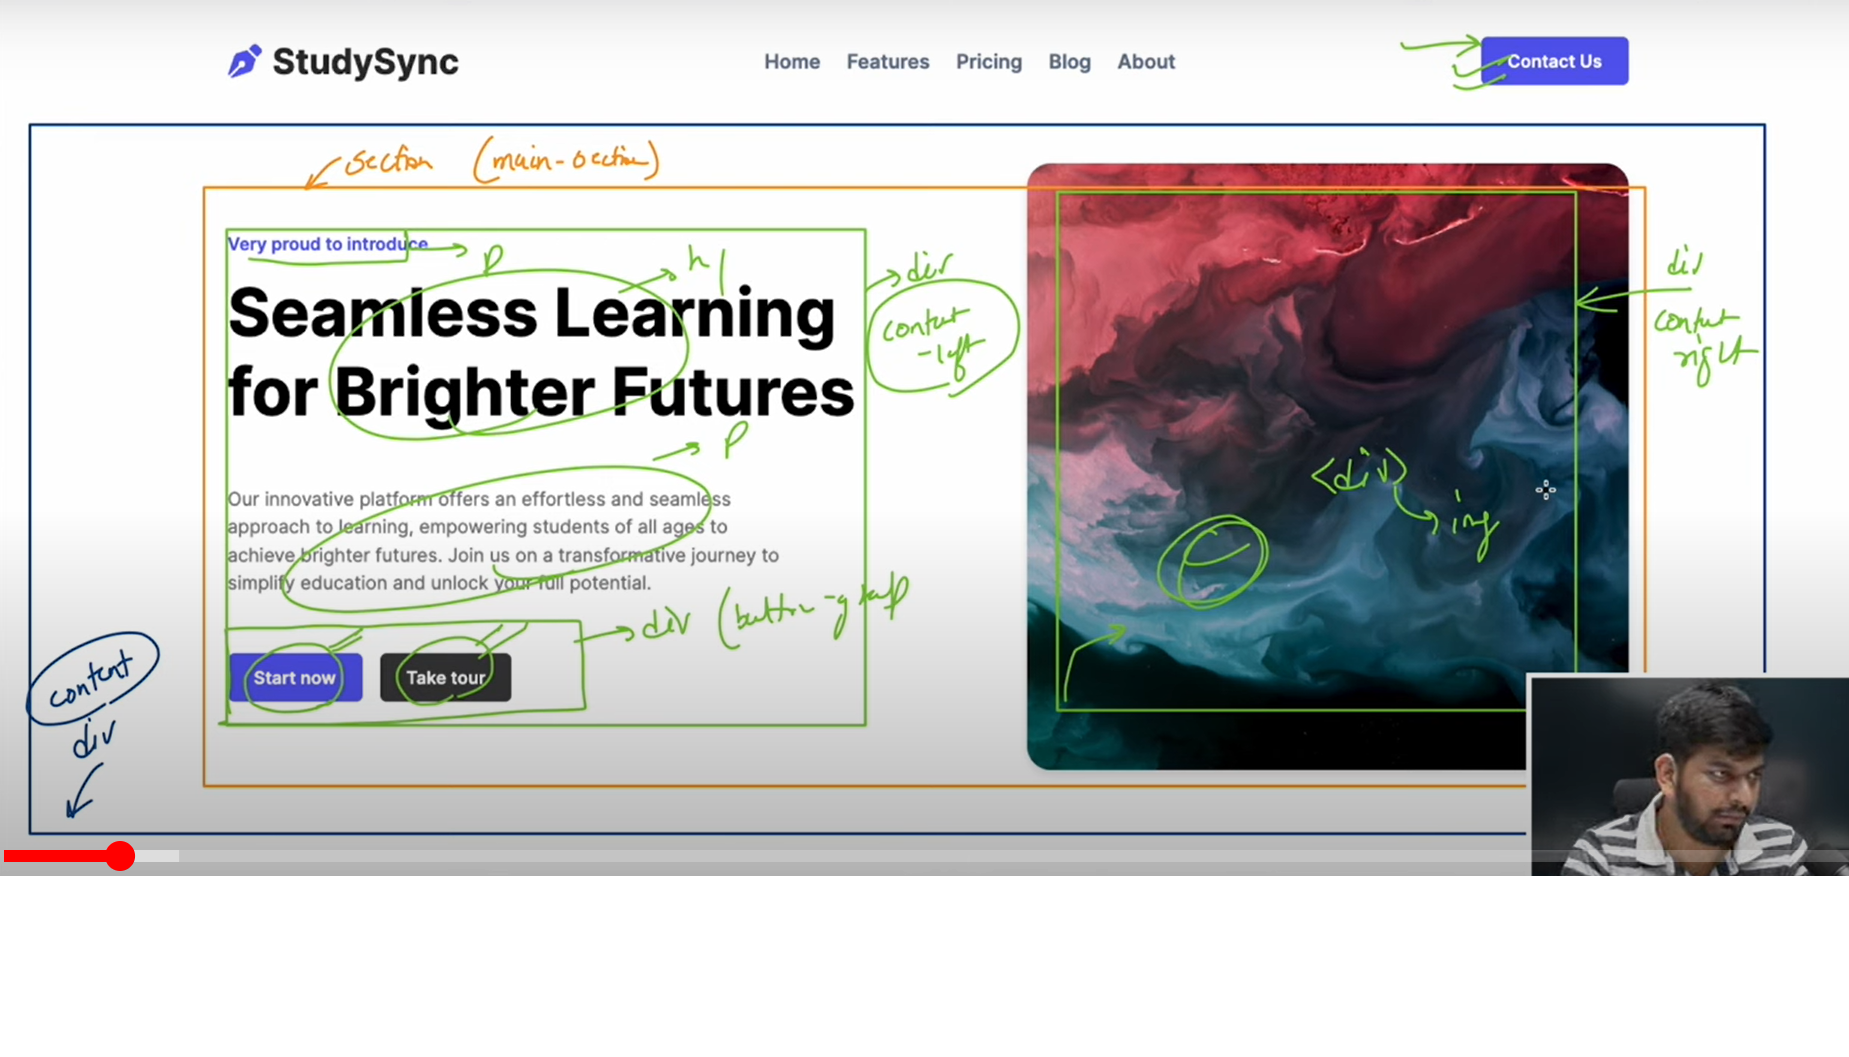 StudySync
Home Features Pricing Blog About
Contact Us
section (main-section)
Very proud to introduce
p
h1
Seamless Learning
for Brighter Futures
div
content
-left
p
Our innovative platform offers an effortless and seamless
approach to learning, empowering students of all ages to
achieve brighter futures. Join us on a transformative journey to
simplify education and unlock your full potential.
div (button-group
Start now
Take tour
<div>
img
div
content
right
content
div